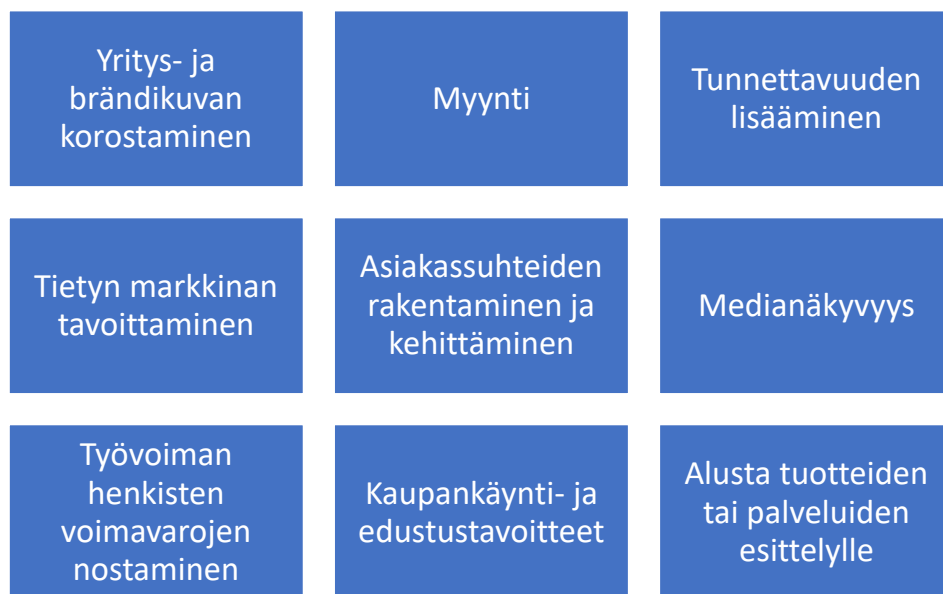 Yritys- ja
brändikuvan
korostaminen
Myynti
Tunnettavuuden
lisääminen
Tietyn markkinan
tavoittaminen
Asiakassuhteiden
rakentaminen ja
kehittäminen
Medianäkyvyys
Työvoiman
henkisten
voimavarojen
nostaminen
Kaupankäynti- ja
edustustavoitteet
Alusta tuotteiden
tai palveluiden
esittelylle